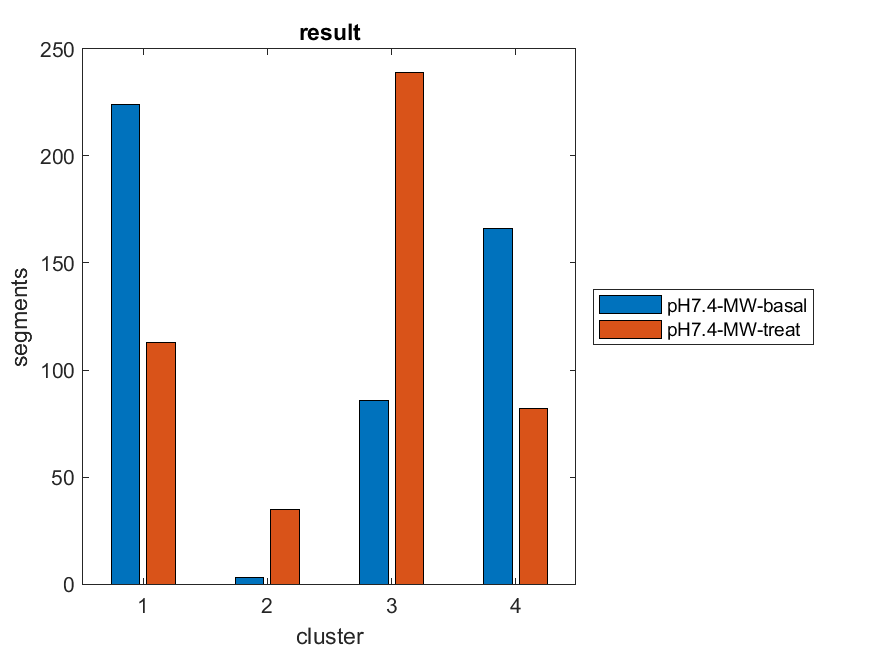 result
250
200
150
100
50
0
segments
1 2 3 4
cluster
pH7.4-MW-basal
pH7.4-MW-treat